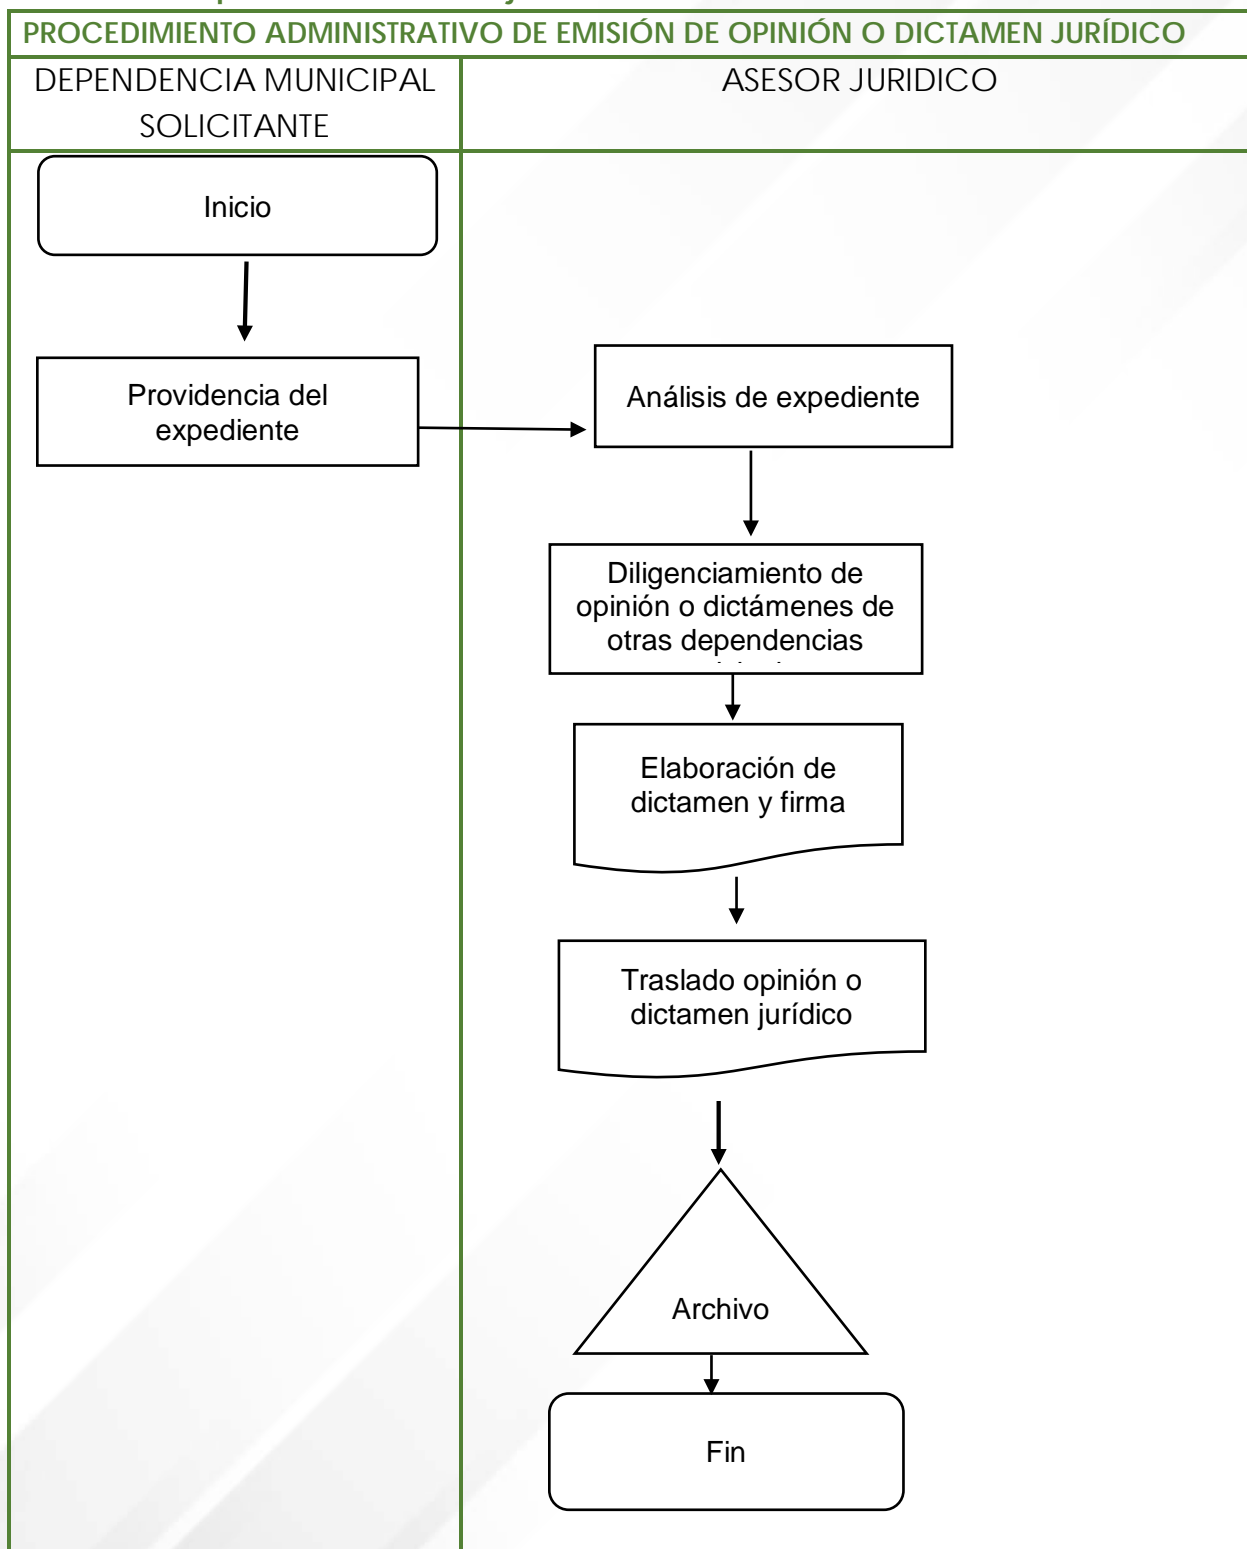 PROCEDIMIENTO ADMINISTRATIVO DE EMISIÓN DE OPINIÓN O DICTAMEN JURÍDICO
DEPENDENCIA MUNICIPAL
SOLICITANTE
ASESOR JURIDICO
Inicio
Providencia del
expediente
Análisis de expediente
Diligenciamiento de
opinión o dictámenes de
otras dependencias
Elaboración de
dictamen y firma
Traslado opinión o
dictamen jurídico
Archivo
Fin